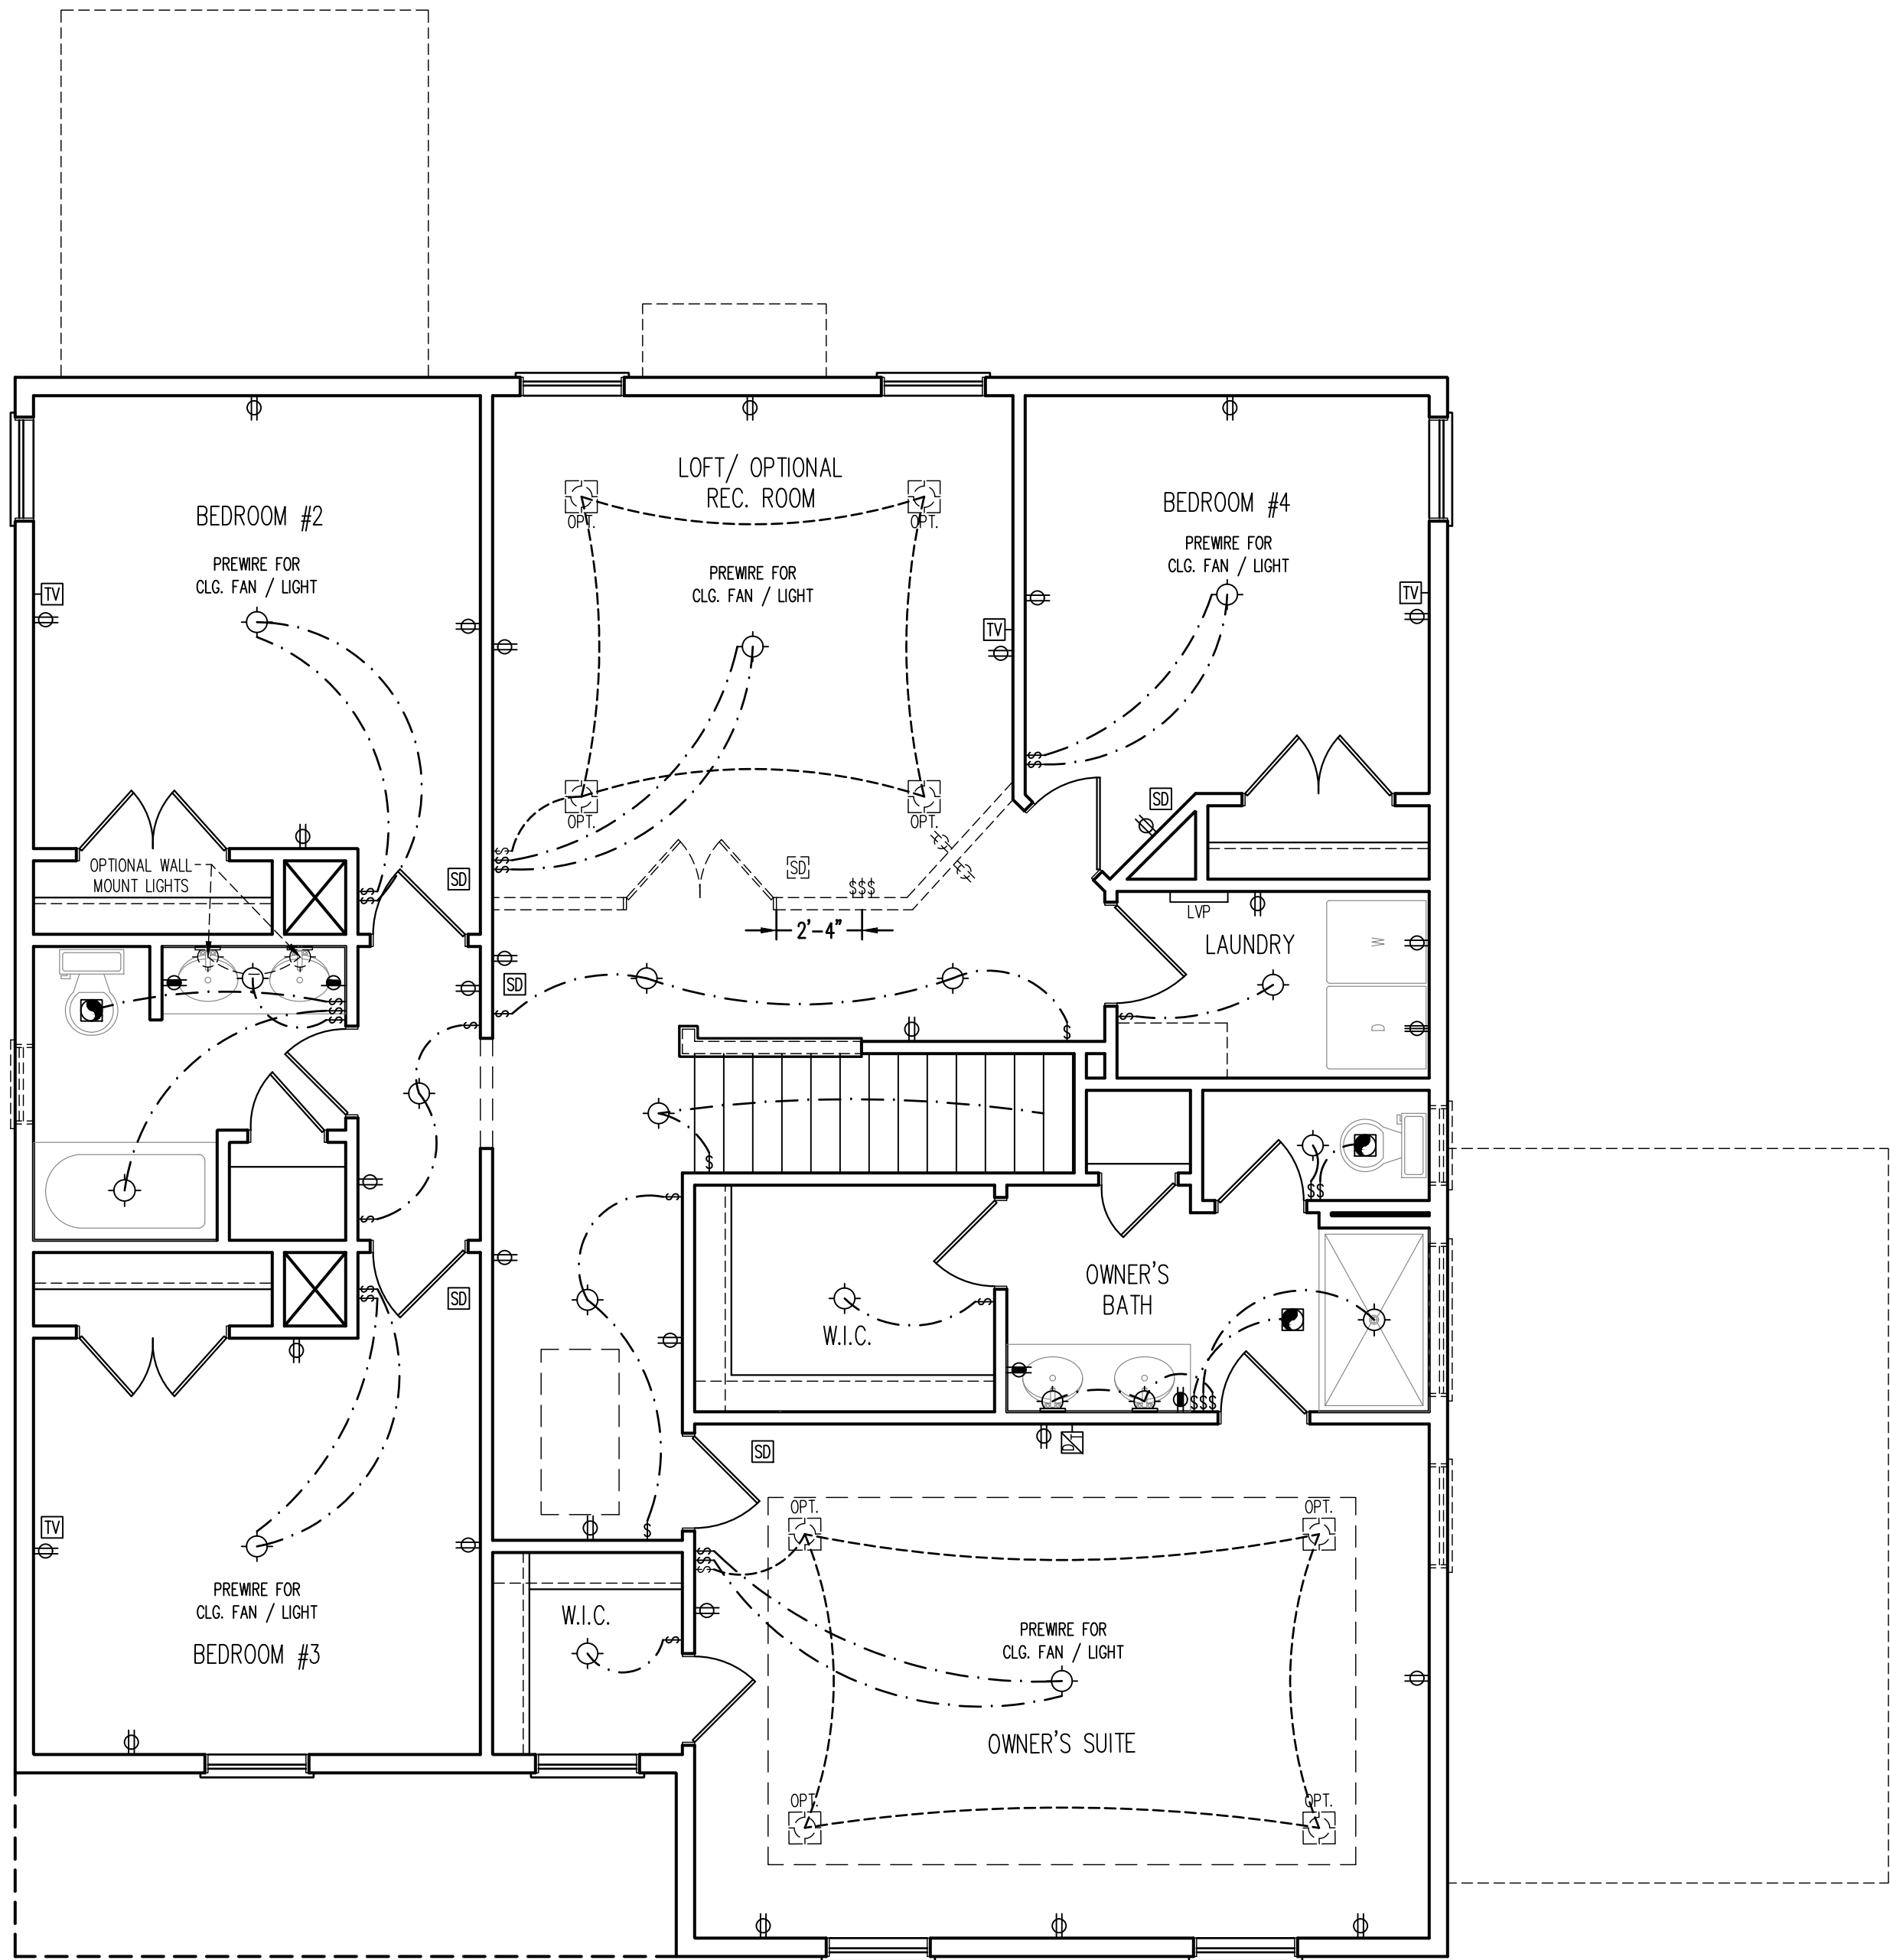 LOFT/ OPTIONAL
REC. ROOM
OPT.
OPT.
BEDROOM #2
PREWIRE FOR
CLG. FAN / LIGHT
TV
PREWIRE FOR
CLG. FAN / LIGHT
TV
BEDROOM #4
PREWIRE FOR
CLG. FAN / LIGHT
TV
$$
OPT.
OPT.
SD
$$$
$$
OPTIONAL WALL
MOUNT LIGHTS
$$
SD
SD
$$$
2'-4"
LVP
LAUNDRY
W
D
$
$$$
SD
$
$
$
$
$
$$
$
OWNER'S
BATH
$
W.I.C.
$$
SD
$$$
DT
SD
OPT.
OPT.
TV
$
$$$
PREWIRE FOR
CLG. FAN / LIGHT
BEDROOM #3
W.I.C.
$
PREWIRE FOR
CLG. FAN / LIGHT
OWNER'S SUITE
OPT.
OPT.